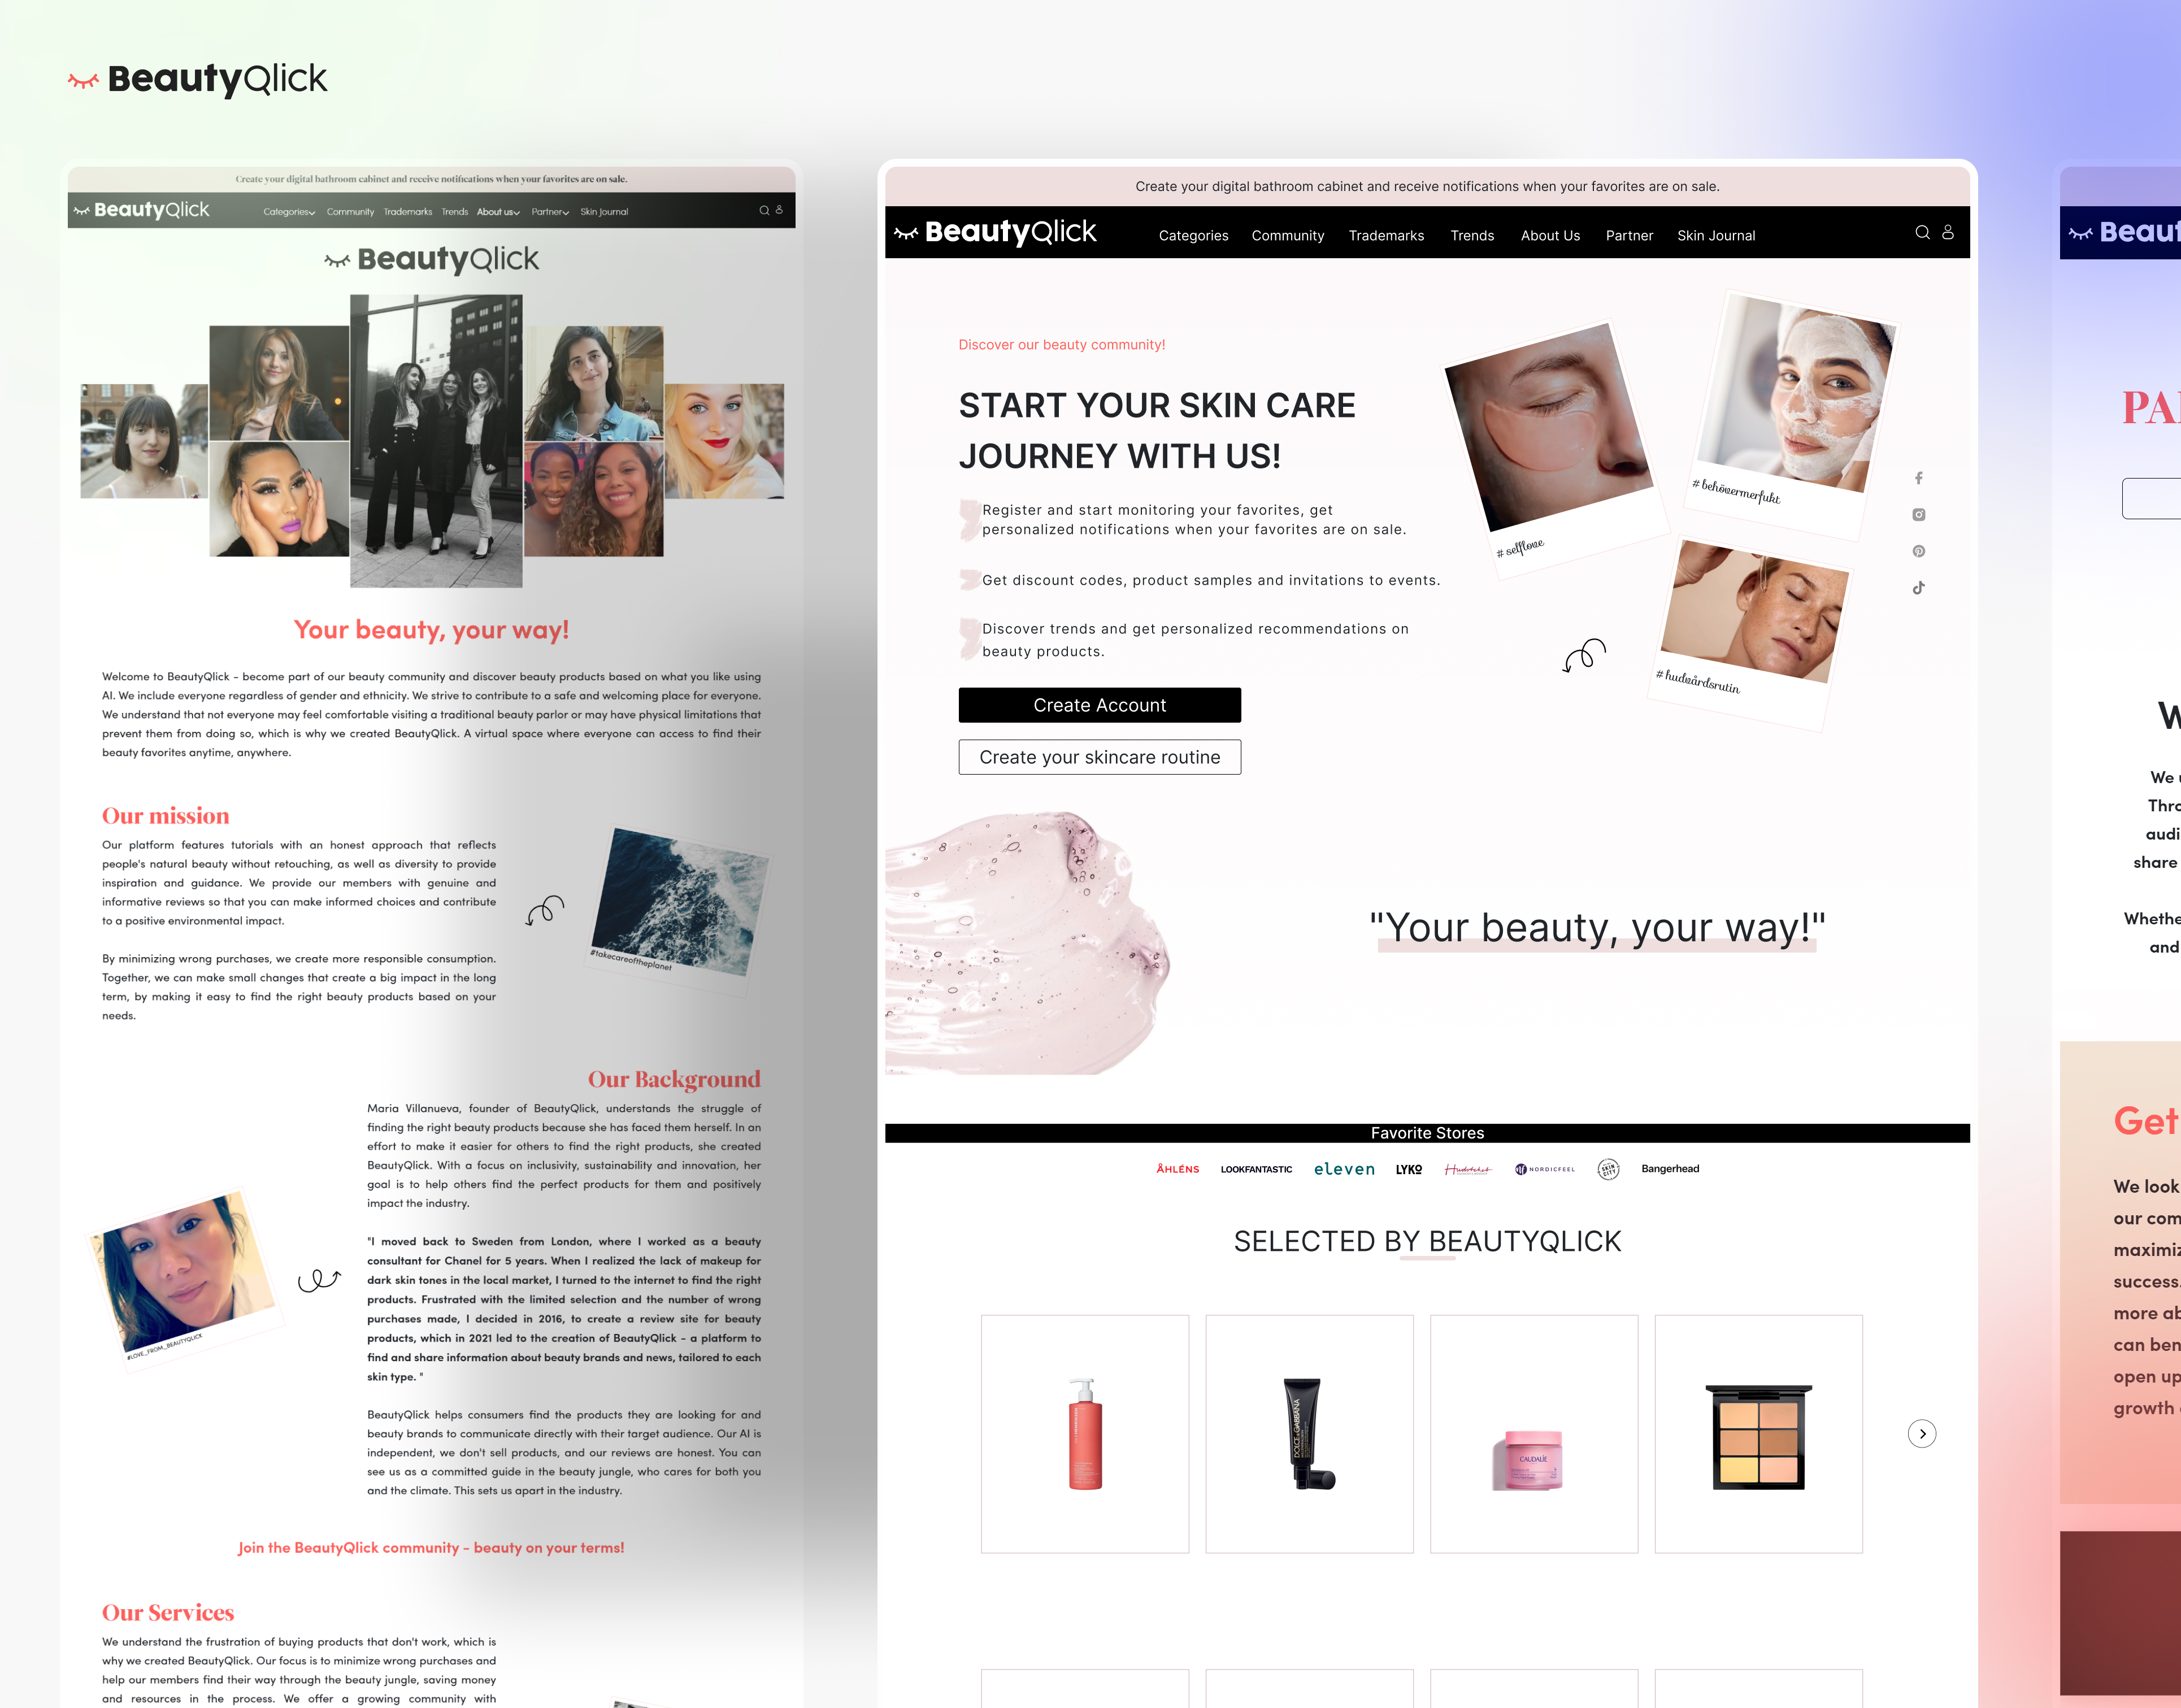 BeautyQlick
Create your digital bathroom cabinet and receive notifications when your favorites are on sale.
BeautyQlick
Categories Community Trademarks Trends About us Partner Skin Journal
BeautyQlick
Your beauty, your way!
Welcome to BeautyQlick - become part of our beauty community and discover beauty products based on what you like using
AI. We include everyone regardless of gender and ethnicity. We strive to contribute to a safe and welcoming place for everyone.
We understand that not everyone may feel comfortable visiting a traditional beauty parlor or may have physical limitations that
prevent them from doing so, which is why we created BeautyQlick. A virtual space where everyone can access to find their
beauty favorites anytime, anywhere.
Our mission
Our platform features tutorials with an honest approach that reflects
people's natural beauty without retouching, as well as diversity to provide
inspiration and guidance. We provide our members with genuine and
informative reviews so that you can make informed choices and contribute
to a positive environmental impact.
By minimizing wrong purchases, we create more responsible consumption.
Together, we can make small changes that create a big impact in the long
term, by making it easy to find the right beauty products based on your
needs.
#takecareoftheplanet
Our Background
Maria Villanueva, founder of BeautyQlick, understands the struggle of
finding the right beauty products because she has faced them herself. In an
effort to make it easier for others to find the right products, she created
BeautyQlick. With a focus on inclusivity, sustainability and innovation, her
goal is to help others find the perfect products for them and positively
impact the industry.
"I moved back to Sweden from London, where I worked as a beauty
consultant for Chanel for 5 years. When I realized the lack of makeup for
dark skin tones in the local market, I turned to the internet to find the right
products. Frustrated with the limited selection and the number of wrong
purchases made, I decided in 2016, to create a review site for beauty
products, which in 2021 led to the creation of BeautyQlick - a platform to
find and share information about beauty brands and news, tailored to each
skin type. "
#LOVE_FROM_BEAUTYQLICK
BeautyQlick helps consumers find the products they are looking for and
beauty brands to communicate directly with their target audience. Our AI is
independent, we don't sell products, and our reviews are honest. You can
see us as a committed guide in the beauty jungle, who cares for both you
and the climate. This sets us apart in the industry.
Join the BeautyQlick community - beauty on your terms!
Our Services
We understand the frustration of buying products that don't work, which is
why we created BeautyQlick. Our focus is to minimize wrong purchases and
help our members find their way through the beauty jungle, saving money
and resources in the process. We offer a growing community with
Create your digital bathroom cabinet and receive notifications when your favorites are on sale.
BeautyQlick
Categories Community Trademarks Trends About Us Partner Skin Journal
Discover our beauty community!
START YOUR SKIN CARE
JOURNEY WITH US!
Register and start monitoring your favorites, get
personalized notifications when your favorites are on sale.
Get discount codes, product samples and invitations to events.
Discover trends and get personalized recommendations on
beauty products.
Create Account
Create your skincare routine
# selflove
# behövermerfukt
# hudvårdsrutin
"Your beauty, your way!"
Favorite Stores
ÅHLÉNS LOOKFANTASTIC eleven LYKO Hudoteket NORDICFEEL SKIN CITY Bangerhead
SELECTED BY BEAUTYQLICK
DOLCE & GABBANA
CAUDALÍE
Beaut
PA
W
We
Thro
audi
share
Whethe
and
Get
We look
our com
maximiz
success.
more ab
can ben
open up
growth